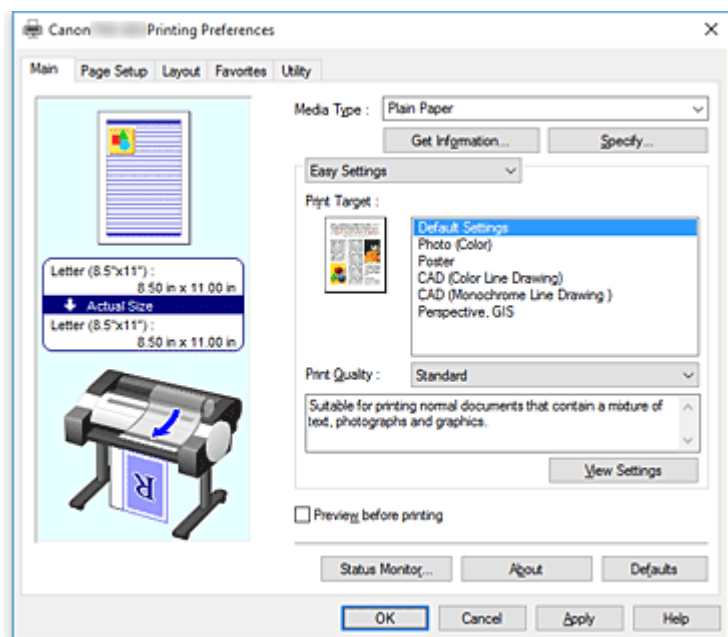 Canon Printing Preferences
Main Page Setup Layout Favorites Utility
Media Type : Plain Paper
Get Information... Specify...
Easy Settings
Print Target :
Default Settings
Photo (Color)
Poster
CAD (Color Line Drawing)
CAD (Monochrome Line Drawing )
Perspective, GIS
Letter (8.5"x11") :
8.50 in x 11.00 in
Actual Size
Letter (8.5"x11") :
8.50 in x 11.00 in
R
Print Quality : Standard
Suitable for printing normal documents that contain a mixture of
text, photographs and graphics.
View Settings
Preview before printing
Status Monitor... About Defaults
OK Cancel Apply Help